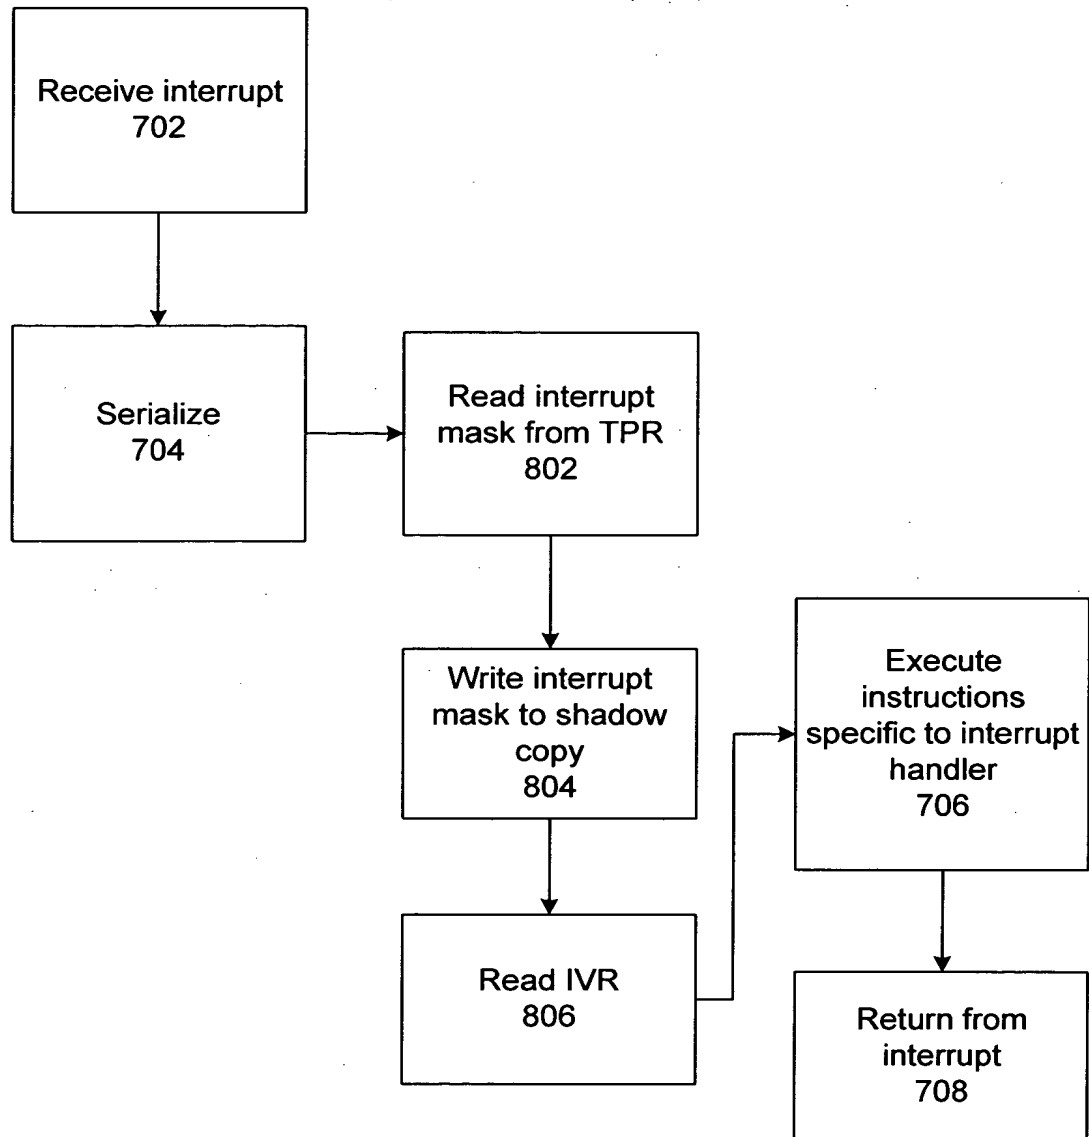 Receive interrupt
702
Serialize
704
Read interrupt
mask from TPR
802
Write interrupt
mask to shadow
copy
804
Read IVR
806
Execute
instructions
specific to interrupt
handler
706
Return from
interrupt
708